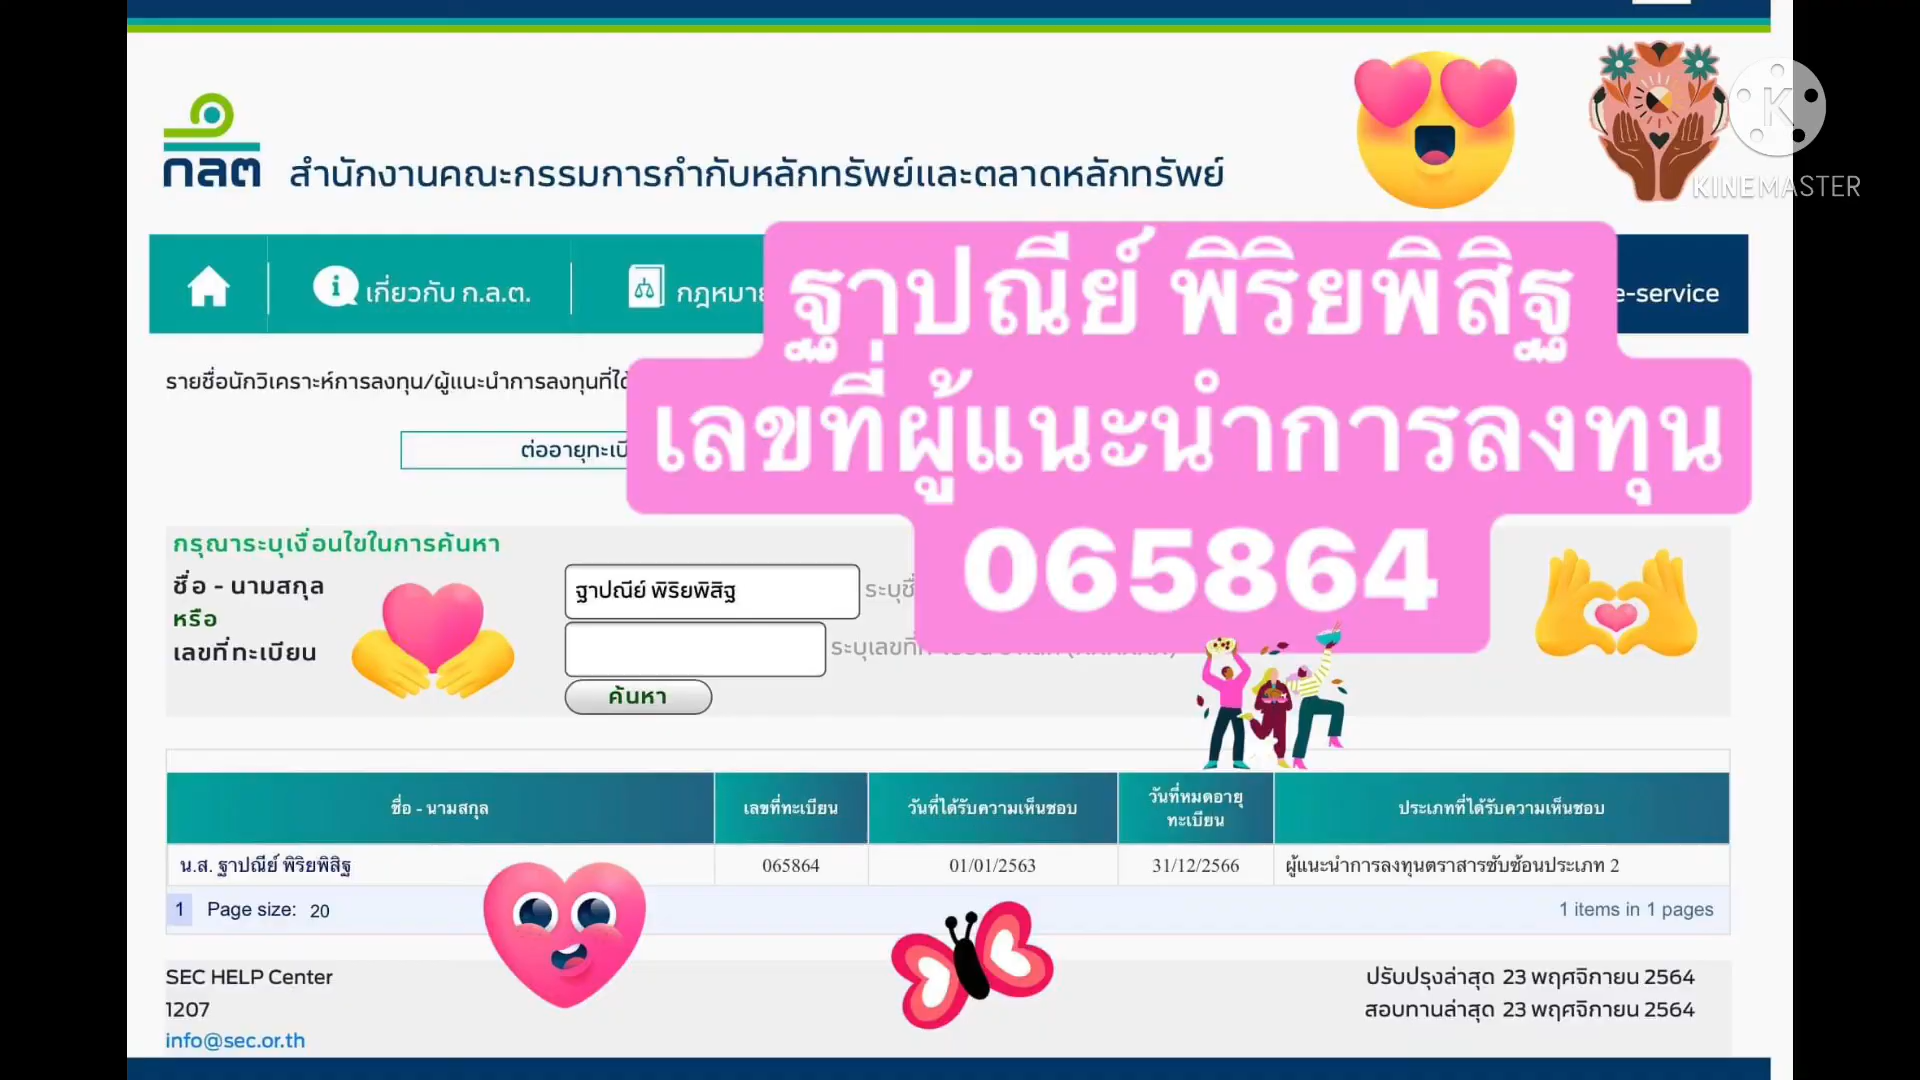 กลต สำนักงานคณะกรรมการกำกับหลักทรัพย์และตลาดหลักทรัพย์
KINEMASTER
เกี่ยวกับ ก.ล.ต.
กฎหมาย
e-service
ฐาปณีย์ พิริยพิสิฐ
เลขที่ผู้แนะนำการลงทุน
065864
รายชื่อนักวิเคราะห์การลงทุน/ผู้แนะนำการลงทุนที่ได้
กรุณาระบุเงื่อนไขในการค้นหา
ชื่อ - นามสกุล
ฐาปณีย์ พิริยพิสิฐ
หรือ
เลขที่ทะเบียน
ค้นหา
ชื่อ - นามสกุล เลขที่ทะเบียน วันที่ได้รับความเห็นชอบ วันที่หมดอายุ ทะเบียน ประเภทที่ได้รับความเห็นชอบ
น.ส. ฐาปณีย์ พิริยพิสิฐ 065864 01/01/2563 31/12/2566 ผู้แนะนำการลงทุนตราสารซับซ้อนประเภท 2
1 Page size: 20 1 items in 1 pages
SEC HELP Center
1207
info@sec.or.th
ปรับปรุงล่าสุด 23 พฤศจิกายน 2564
สอบทานล่าสุด 23 พฤศจิกายน 2564